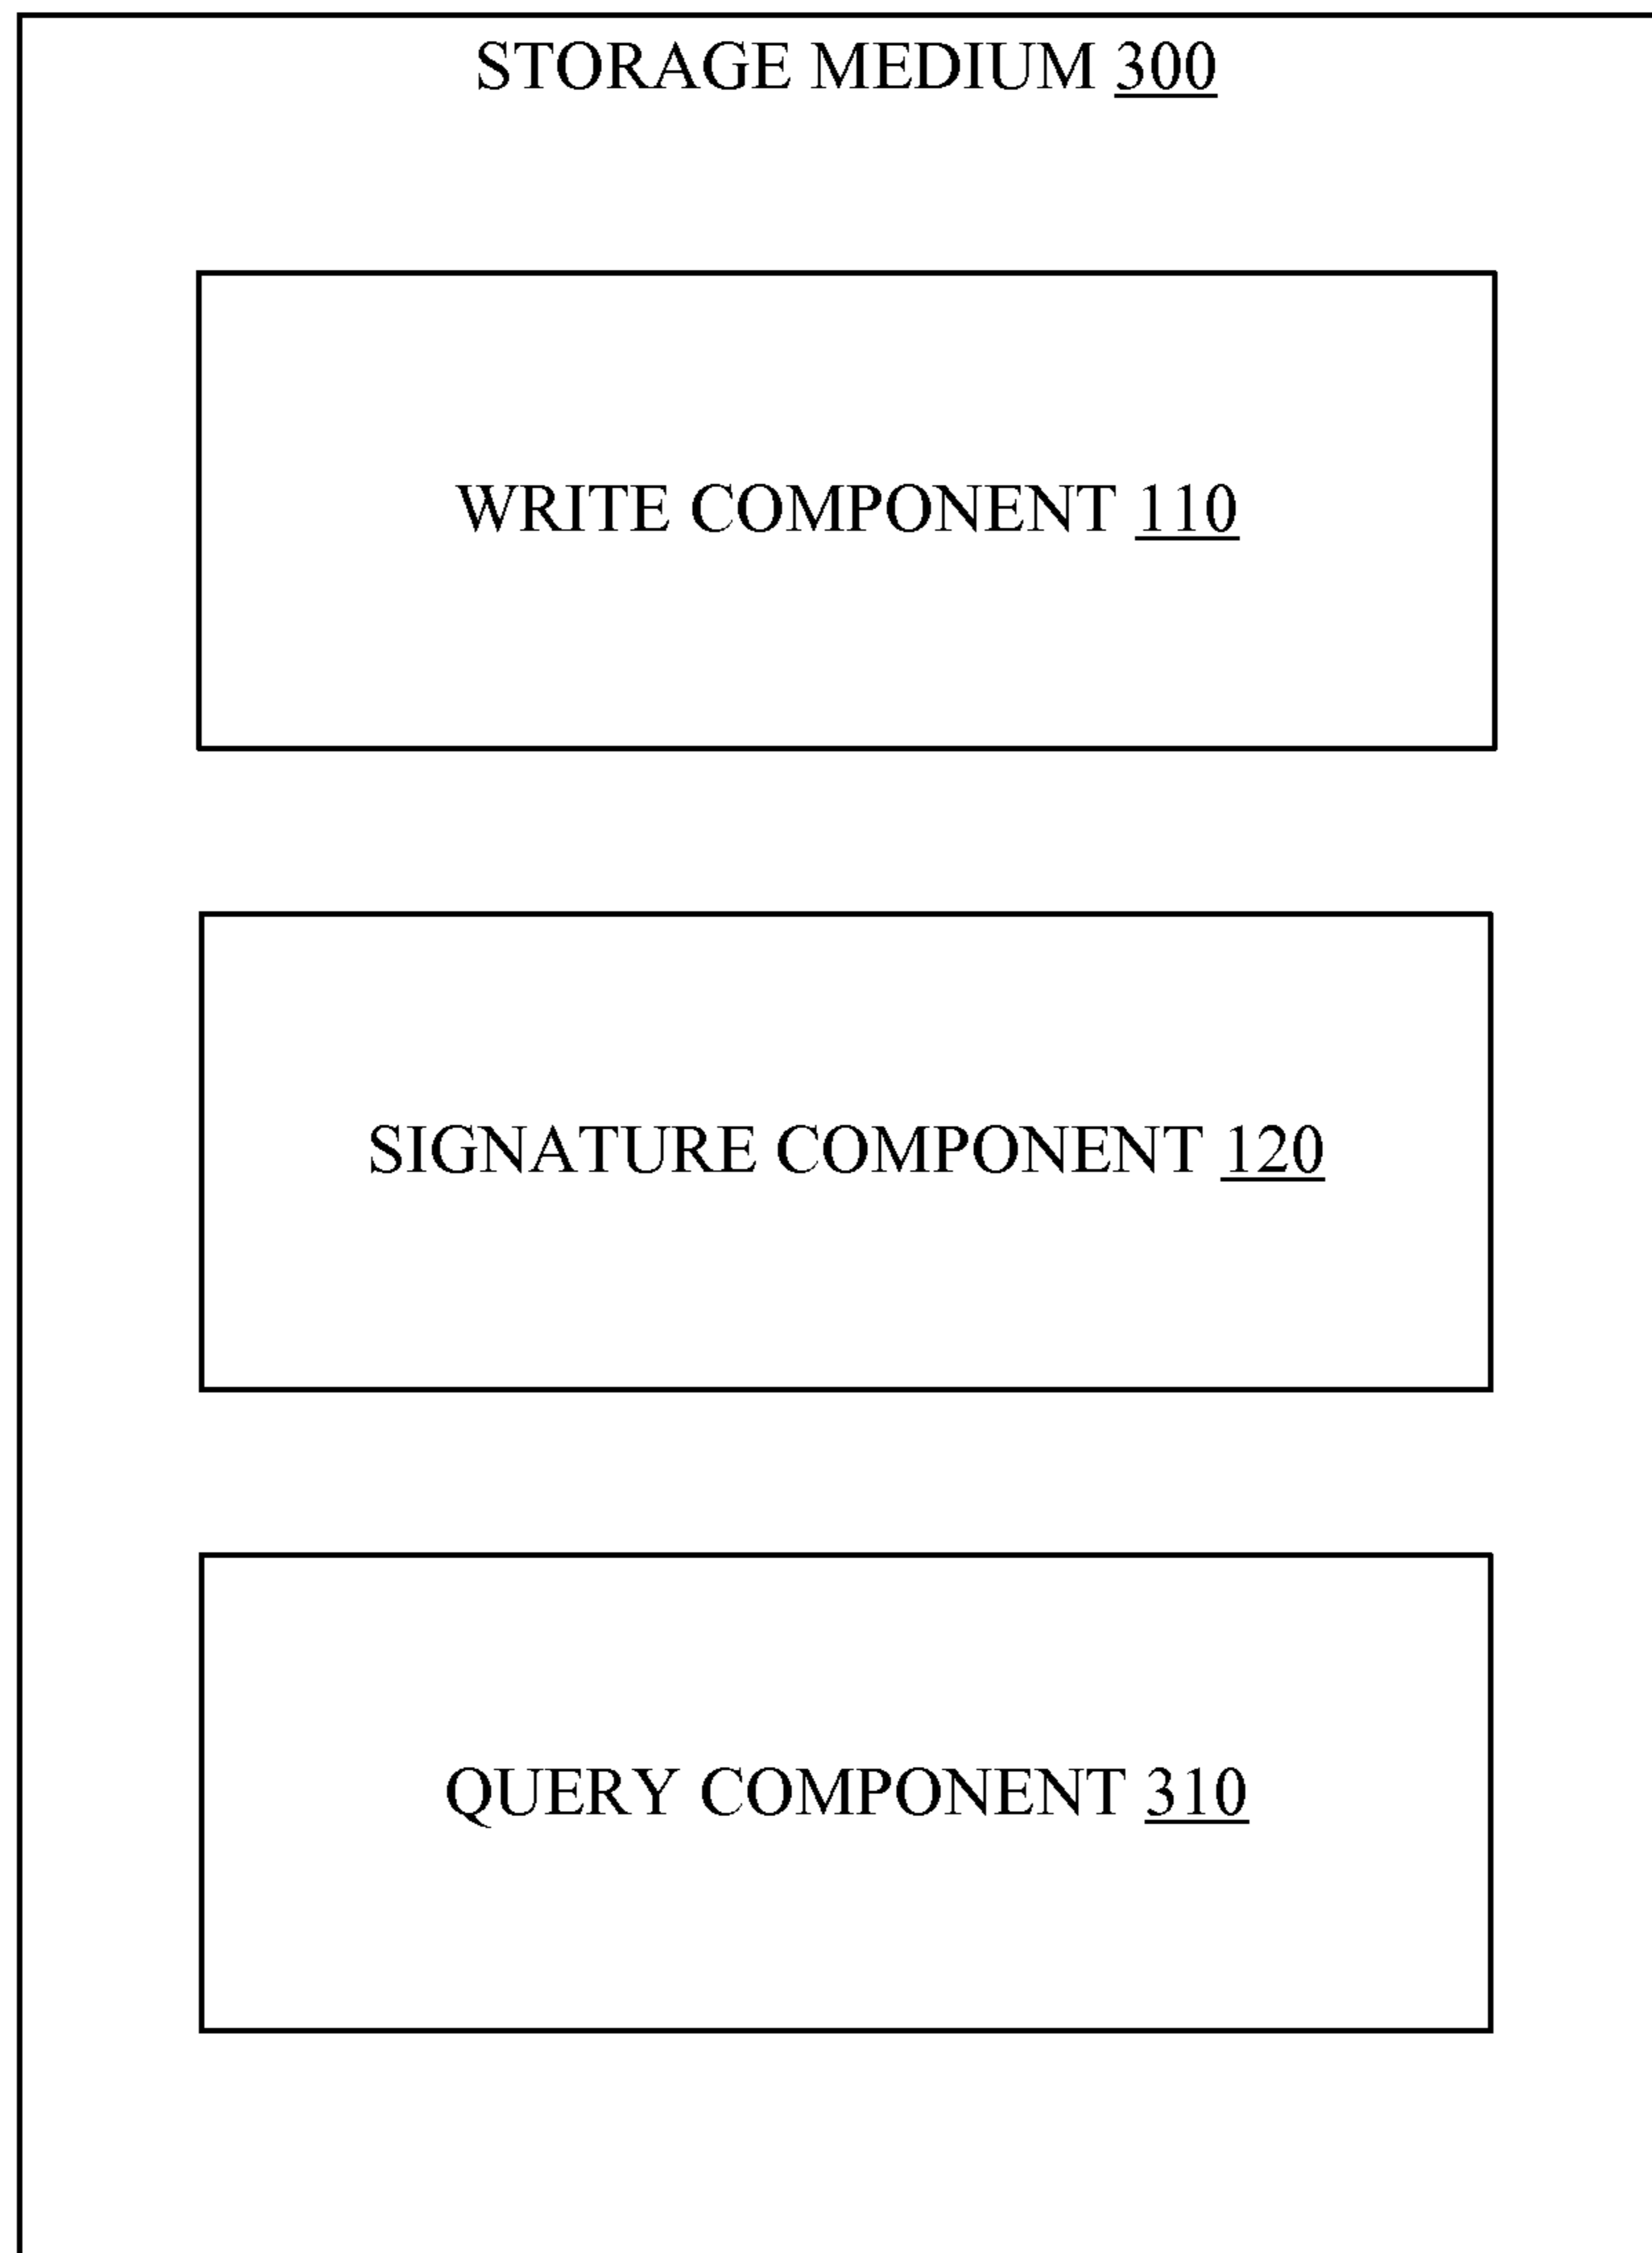 STORAGE MEDIUM 300
WRITE COMPONENT 110
SIGNATURE COMPONENT 120
QUERY COMPONENT 310